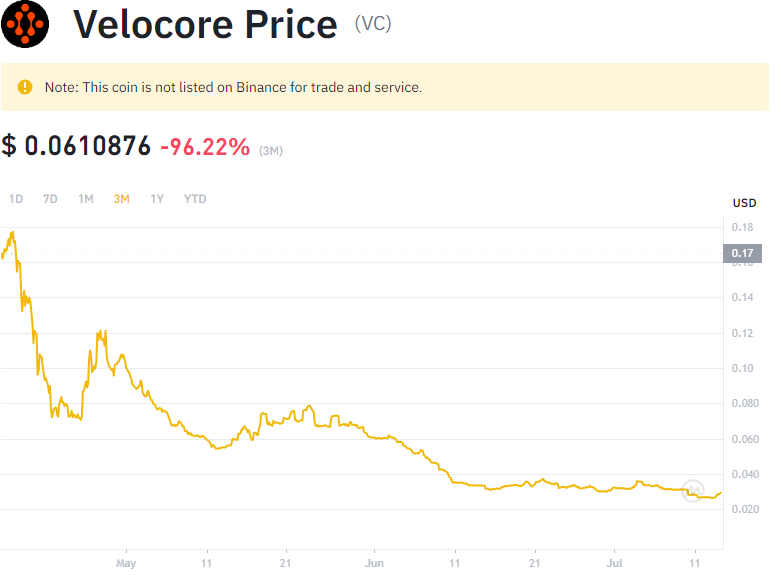 Velocore Price (VC)
Note: This coin is not listed on Binance for trade and service.
$ 0.0610876 -96.22% (3M)
1D 7D 1M 3M 1Y YTD
USD
0.18
0.17
0.16
0.14
0.12
0.10
0.080
0.060
0.040
0.020
May 11 21 Jun 11 21 Jul 11